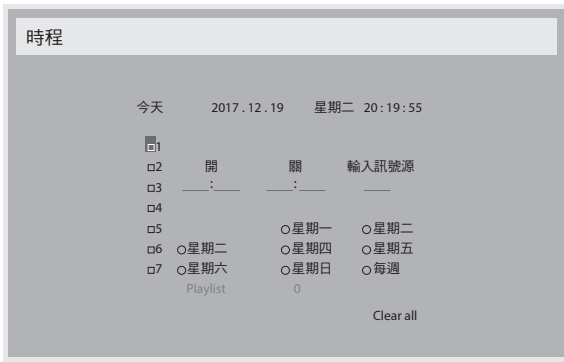 時程
今天 2017 . 12 . 19 星期二 20 : 19 : 55
1
2 開 關 輸入訊號源
3 ___:___ ___:___ ___
4
5 星期一 星期二
6 星期二 星期四 星期五
7 星期六 星期日 每週
Playlist 0
Clear all